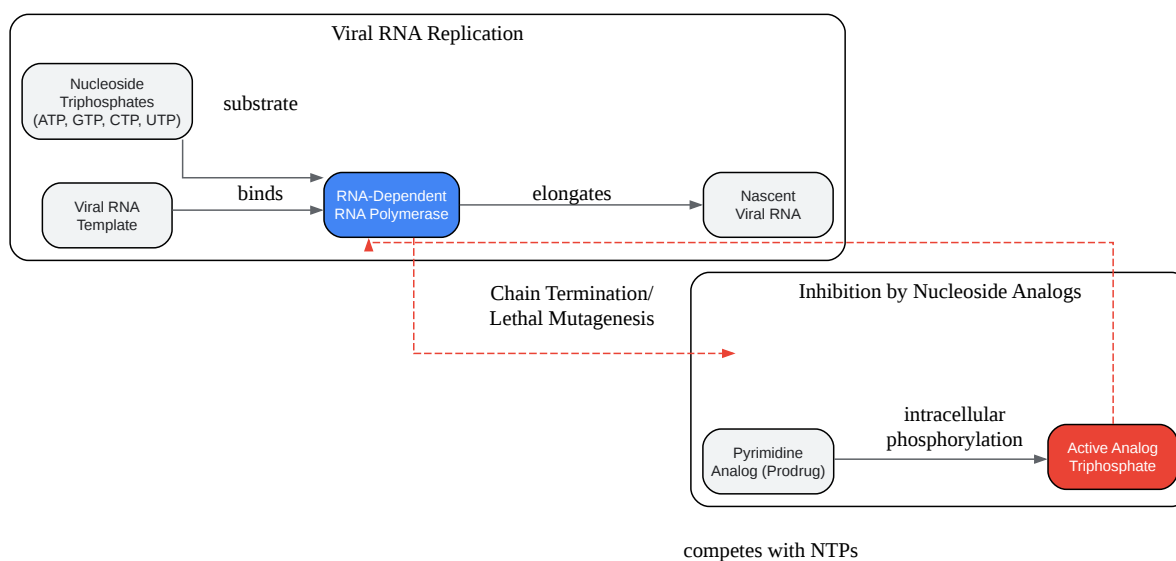 Viral RNA Replication
Nucleoside
Triphosphates
(ATP, GTP, CTP, UTP)
substrate
Viral RNA
Template
binds
RNA-Dependent
RNA Polymerase
elongates
Nascent
Viral RNA
Chain Termination/
Lethal Mutagenesis
Inhibition by Nucleoside Analogs
Pyrimidine
Analog (Prodrug)
intracellular
phosphorylation
Active Analog
Triphosphate
competes with NTPs